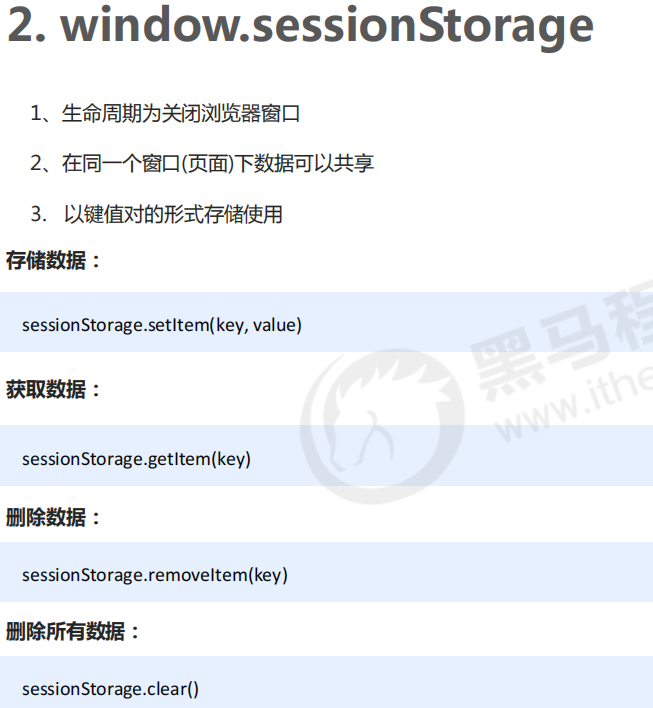 2. window.sessionStorage
1、生命周期为关闭浏览器窗口
2、在同一个窗口(页面)下数据可以共享
3. 以键值对的形式存储使用
存储数据：
sessionStorage.setItem(key, value)
黑马程
www.ithe
获取数据：
sessionStorage.getItem(key)
删除数据：
sessionStorage.removeItem(key)
删除所有数据：
sessionStorage.clear()